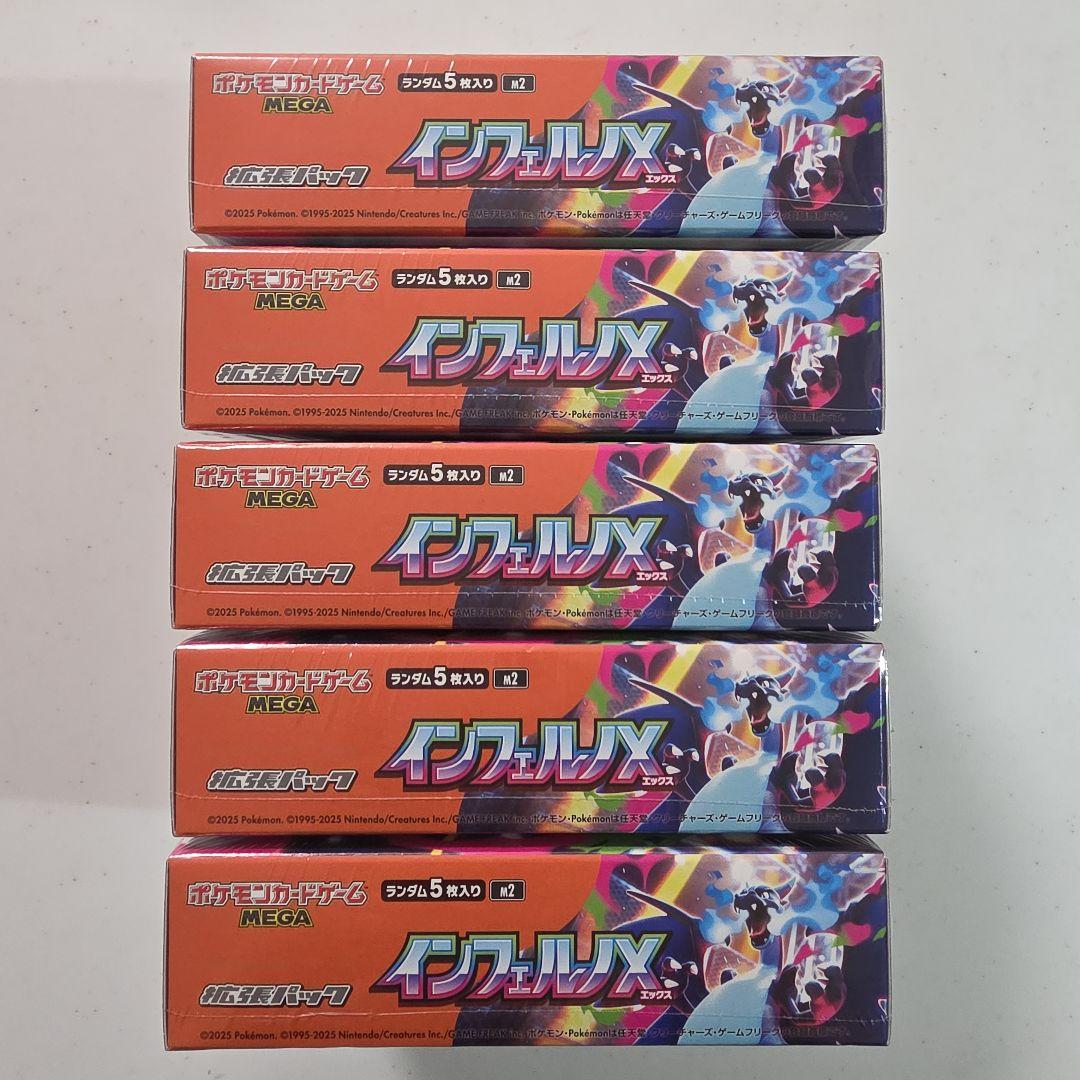 ポケモンカードゲーム
MEGA
ランダム5枚入り M2
インフェルノX
エックス
拡張パック
©2025 Pokémon. ©1995-2025 Nintendo/Creatures Inc./GAME FREAK inc. ポケモン・Pokémonは任天堂・クリーチャーズ・ゲームフリークの登録商標です。
ポケモンカードゲーム
MEGA
ランダム5枚入り M2
インフェルノX
エックス
拡張パック
©2025 Pokémon. ©1995-2025 Nintendo/Creatures Inc./GAME FREAK inc. ポケモン・Pokémonは任天堂・クリーチャーズ・ゲームフリークの登録商標です。
ポケモンカードゲーム
MEGA
ランダム5枚入り M2
インフェルノX
エックス
拡張パック
©2025 Pokémon. ©1995-2025 Nintendo/Creatures Inc./GAME FREAK inc. ポケモン・Pokémonは任天堂・クリーチャーズ・ゲームフリークの登録商標です。
ポケモンカードゲーム
MEGA
ランダム5枚入り M2
インフェルノX
エックス
拡張パック
©2025 Pokémon. ©1995-2025 Nintendo/Creatures Inc./GAME FREAK inc. ポケモン・Pokémonは任天堂・クリーチャーズ・ゲームフリークの登録商標です。
ポケモンカードゲーム
MEGA
ランダム5枚入り M2
インフェルノX
エックス
拡張パック
©2025 Pokémon. ©1995-2025 Nintendo/Creatures Inc./GAME FREAK inc. ポケモン・Pokémonは任天堂・クリーチャーズ・ゲームフリークの登録商標です。